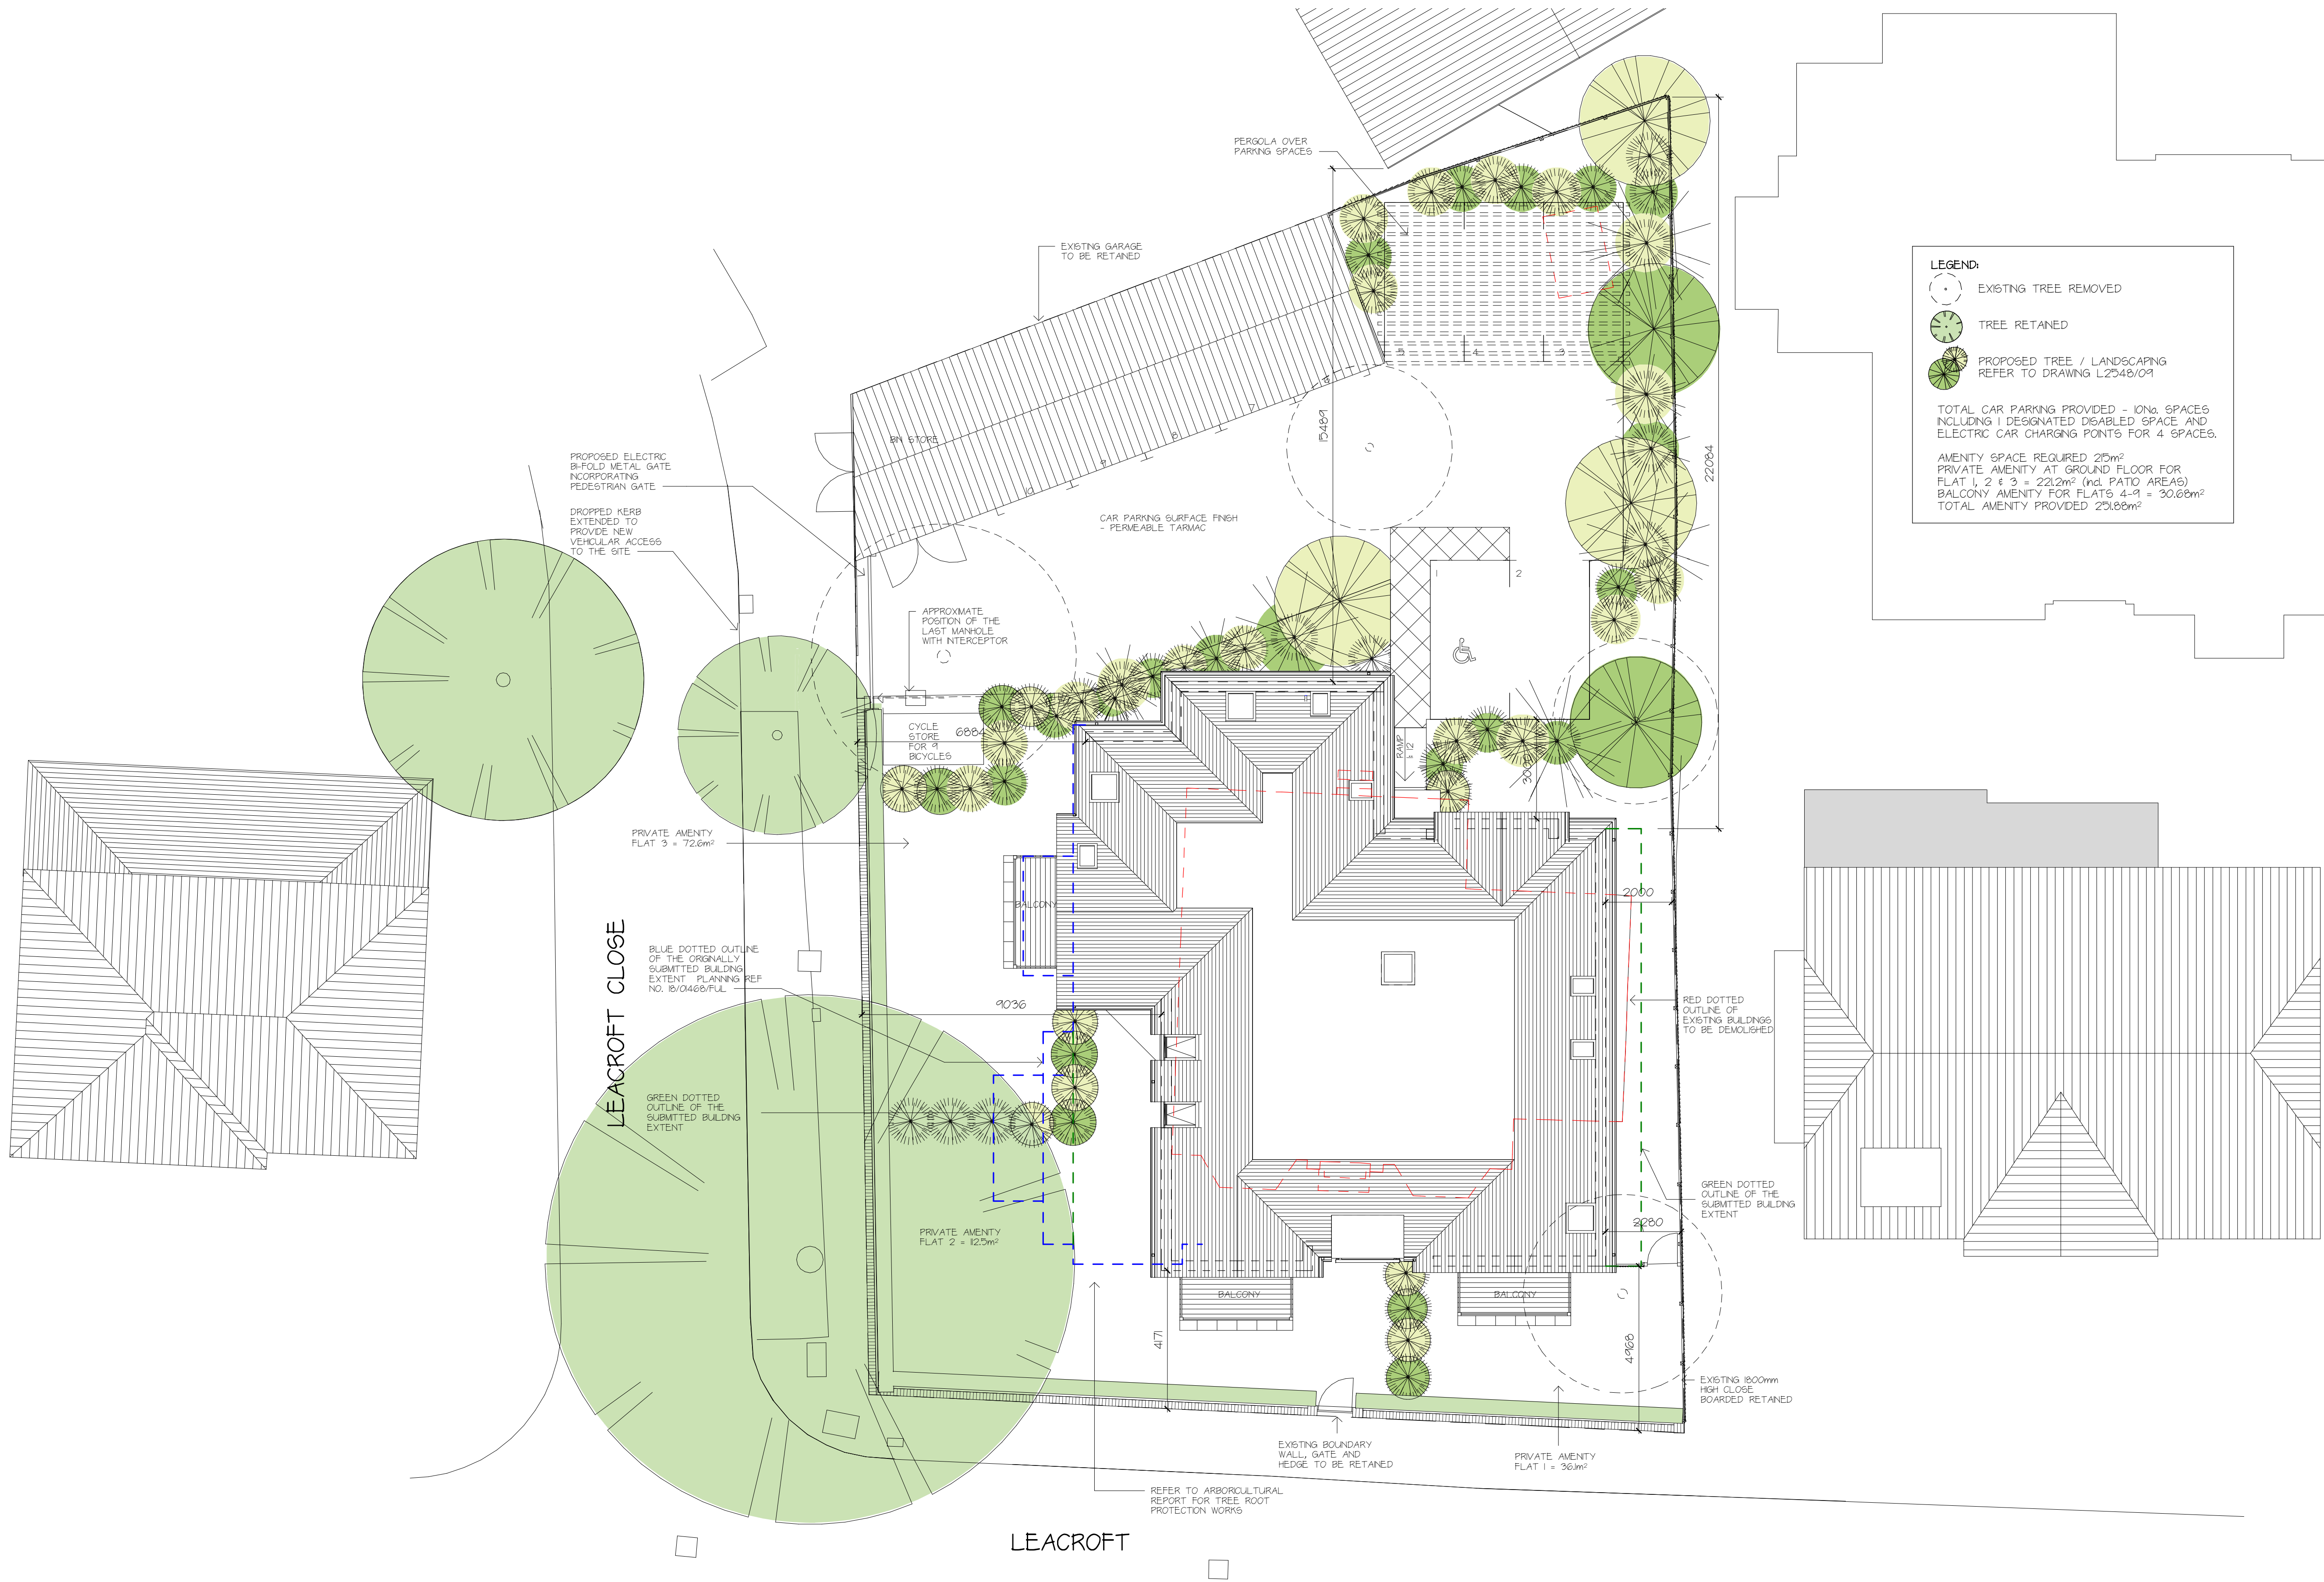 PERGOLA OVER
PARKING SPACES
EXISTING GARAGE
TO BE RETAINED
LEGEND:
EXISTING TREE REMOVED
TREE RETAINED
PROPOSED TREE / LANDSCAPING
REFER TO DRAWING L2548/09
TOTAL CAR PARKING PROVIDED - 10No. SPACES
INCLUDING 1 DESIGNATED DISABLED SPACE AND
ELECTRIC CAR CHARGING POINTS FOR 4 SPACES.
AMENITY SPACE REQUIRED 215m²
PRIVATE AMENITY AT GROUND FLOOR FOR
FLAT 1, 2 & 3 = 221.2m² (incl. PATIO AREAS)
BALCONY AMENITY FOR FLATS 4-9 = 30.68m²
TOTAL AMENITY PROVIDED 251.88m²
5
4
3
6
7
8
9
10
15489
22084
BIN STORE
PROPOSED ELECTRIC
BI-FOLD METAL GATE
INCORPORATING
PEDESTRIAN GATE
DROPPED KERB
EXTENDED TO
PROVIDE NEW
VEHICULAR ACCESS
TO THE SITE
CAR PARKING SURFACE FINISH
- PERMEABLE TARMAC
1
2
APPROXIMATE
POSITION OF THE
LAST MANHOLE
WITH INTERCEPTOR
CYCLE
STORE
FOR 9
BICYCLES
6884
RAMP
1: 12
PRIVATE AMENITY
FLAT 3 = 72.6m²
BALCONY
2000
LEACROFT CLOSE
BLUE DOTTED OUTLINE
OF THE ORIGINALLY
SUBMITTED BUILDING
EXTENT PLANNING REF
NO. 18/01468/FUL
9036
RED DOTTED
OUTLINE OF
EXISTING BUILDINGS
TO BE DEMOLISHED
GREEN DOTTED
OUTLINE OF THE
SUBMITTED BUILDING
EXTENT
GREEN DOTTED
OUTLINE OF THE
SUBMITTED BUILDING
EXTENT
2280
PRIVATE AMENITY
FLAT 2 = 112.5m²
BALCONY
BALCONY
4171
4968
EXISTING 1800mm
HIGH CLOSE
BOARDED RETAINED
EXISTING BOUNDARY
WALL, GATE AND
HEDGE TO BE RETAINED
PRIVATE AMENITY
FLAT 1 = 36.1m²
REFER TO ARBORICULTURAL
REPORT FOR TREE ROOT
PROTECTION WORKS
LEACROFT